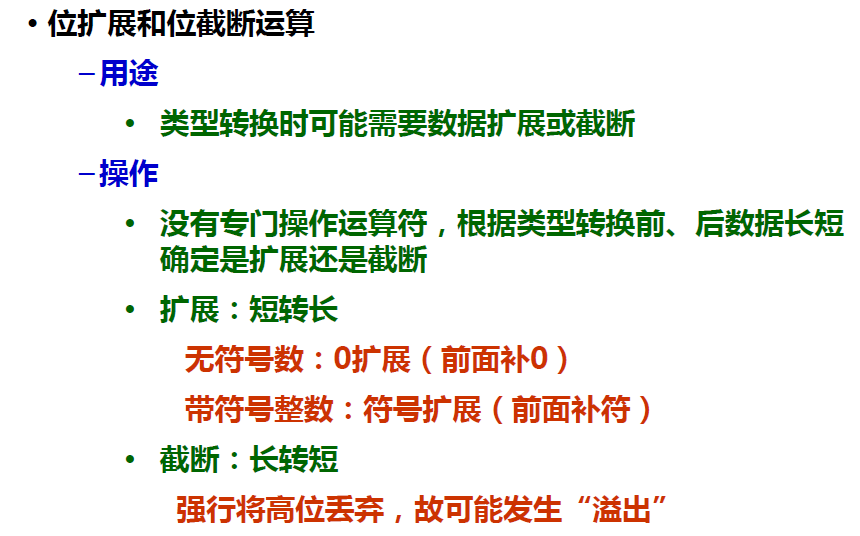 • 位扩展和位截断运算
–用途
• 类型转换时可能需要数据扩展或截断
–操作
• 没有专门操作运算符，根据类型转换前、后数据长短
确定是扩展还是截断
• 扩展：短转长
无符号数：0扩展（前面补0）
带符号整数：符号扩展（前面补符）
• 截断：长转短
强行将高位丢弃，故可能发生“溢出”